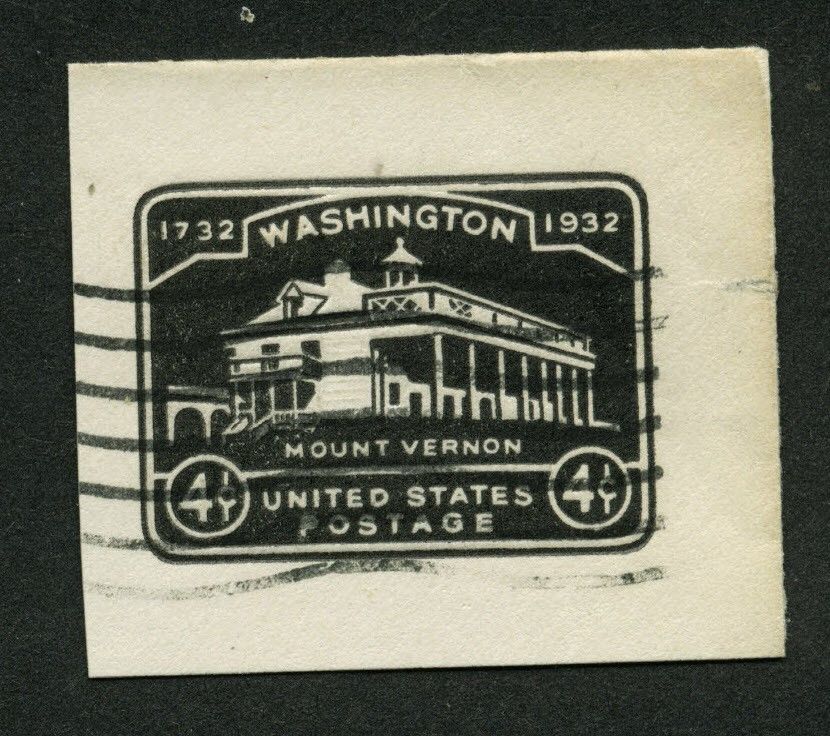 1732 WASHINGTON 1932
MOUNT VERNON
4¢ UNITED STATES 4¢
POSTAGE